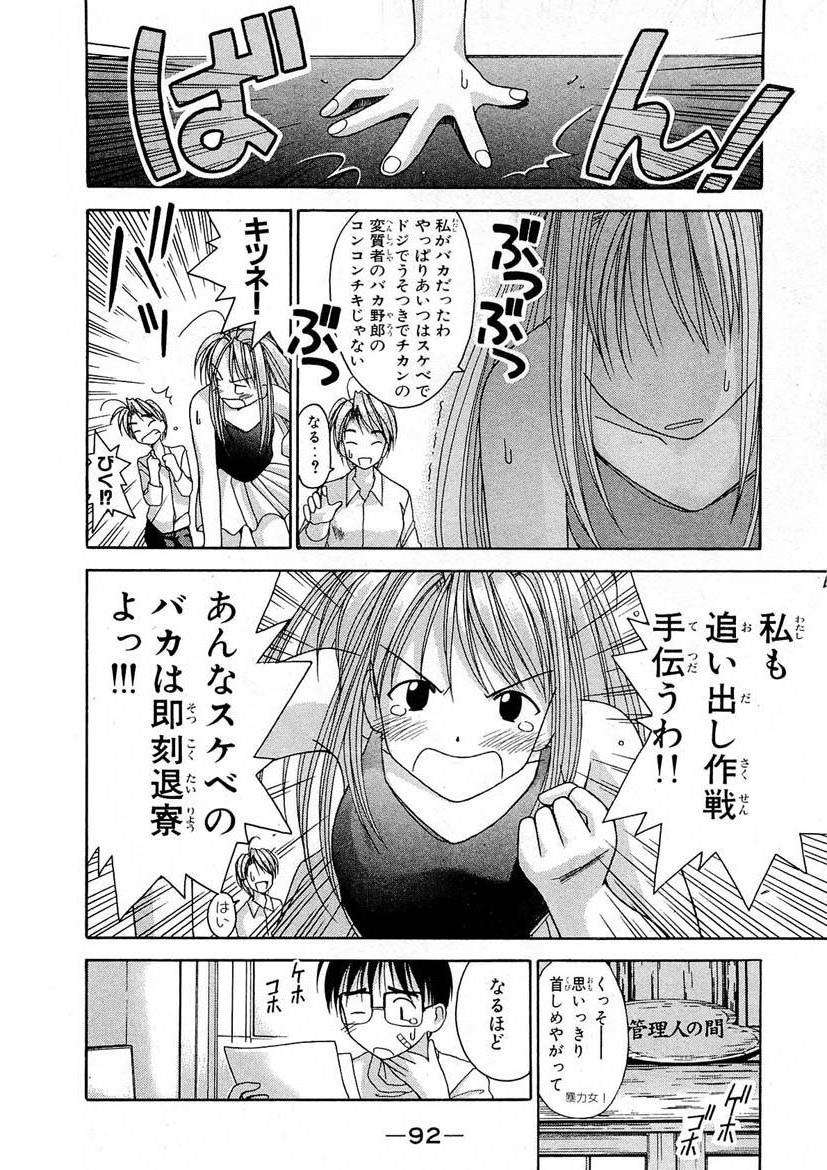 ばん!
ぶつ
ぶつ
ぶつ
私がバカだったわ
やっぱりあいつはスケベで
ドジでうそつきでチカンの
変質者のバカ野郎の
コンコンチキじゃない
なる‥?
キツネ!
びく!?
私も
追い出し作戦
手伝うわ!!
あんなスケベの
バカは即刻退寮
よっ!!!
はい
管理人の間
くっそー
思いっきり
首しめやがって
暴力女!
ゲホ
ゴホ
なるほど
ケホ
コホ
—92—